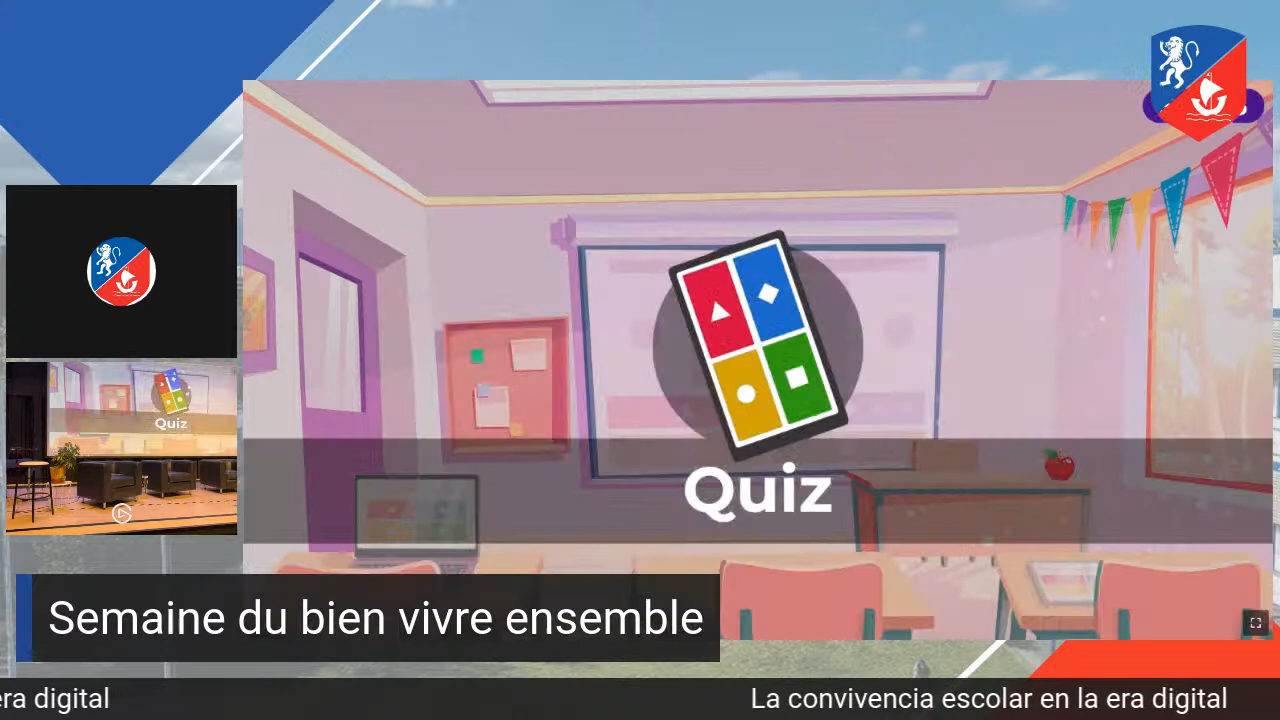 Quiz
Quiz
Semaine du bien vivre ensemble
era digital
La convivencia escolar en la era digital